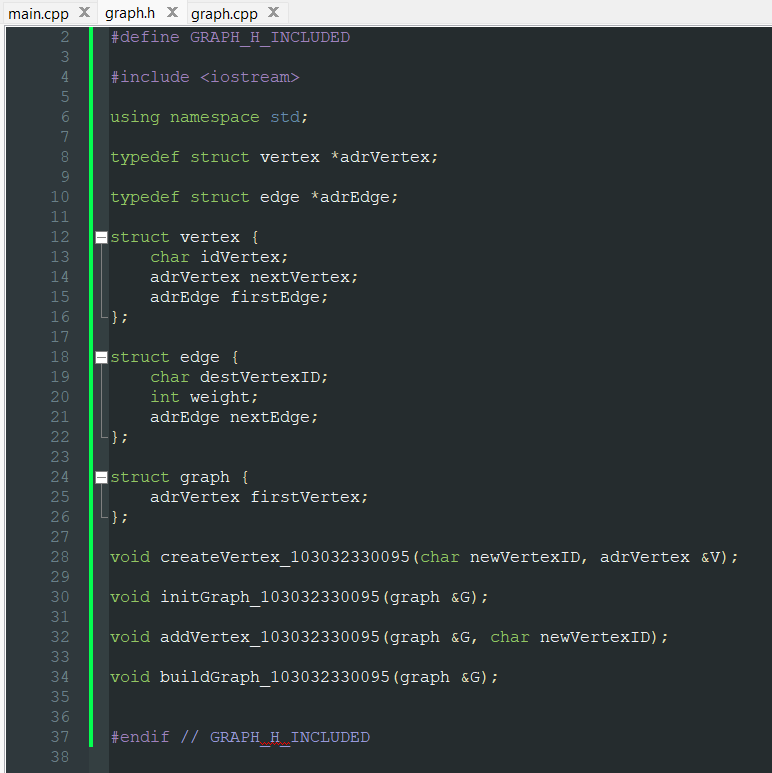 main.cpp graph.h graph.cpp
2 #define GRAPH_H_INCLUDED
3
4 #include <iostream>
5
6 using namespace std;
7
8 typedef struct vertex *adrVertex;
9
10 typedef struct edge *adrEdge;
11
12 struct vertex {
13 char idVertex;
14 adrVertex nextVertex;
15 adrEdge firstEdge;
16 };
17
18 struct edge {
19 char destVertexID;
20 int weight;
21 adrEdge nextEdge;
22 };
23
24 struct graph {
25 adrVertex firstVertex;
26 };
27
28 void createVertex_103032330095(char newVertexID, adrVertex &V);
29
30 void initGraph_103032330095(graph &G);
31
32 void addVertex_103032330095(graph &G, char newVertexID);
33
34 void buildGraph_103032330095(graph &G);
35
36
37 #endif // GRAPH_H_INCLUDED
38